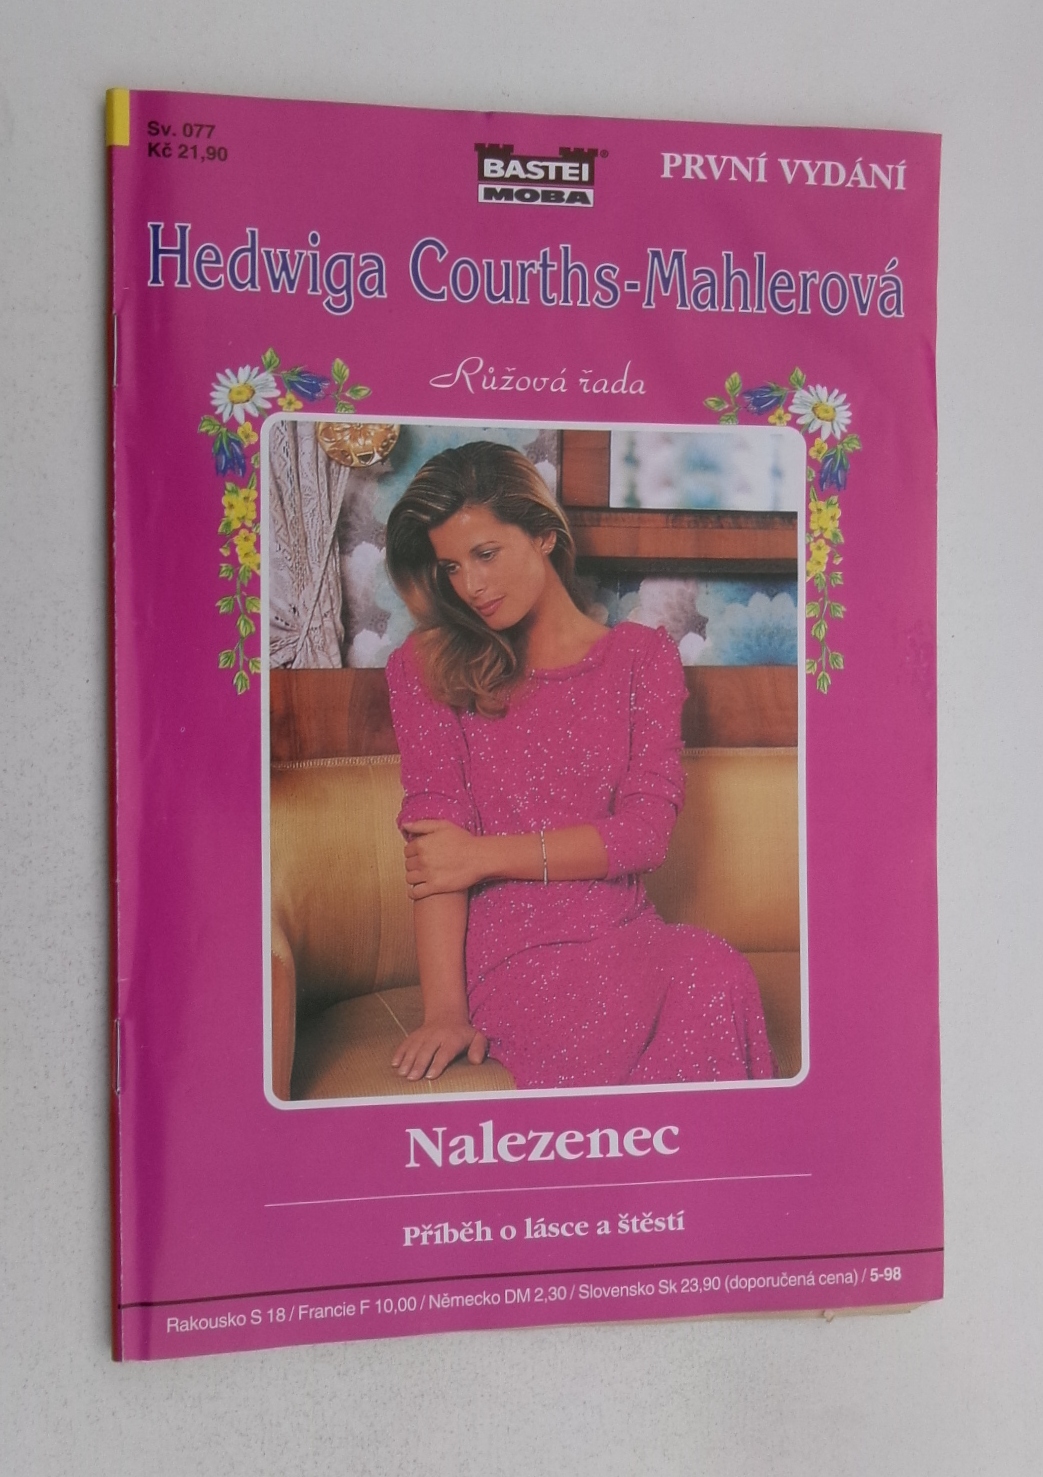 Sv. 077
Kč 21,90
BASTEI
MOBA
PRVNÍ VYDÁNÍ
Hedwiga Courths-Mahlerová
Růžová řada
Nalezenec
Příběh o lásce a štěstí
Rakousko S 18 / Francie F 10,00 / Německo DM 2,30 / Slovensko Sk 23,90 (doporučená cena) / 5-98